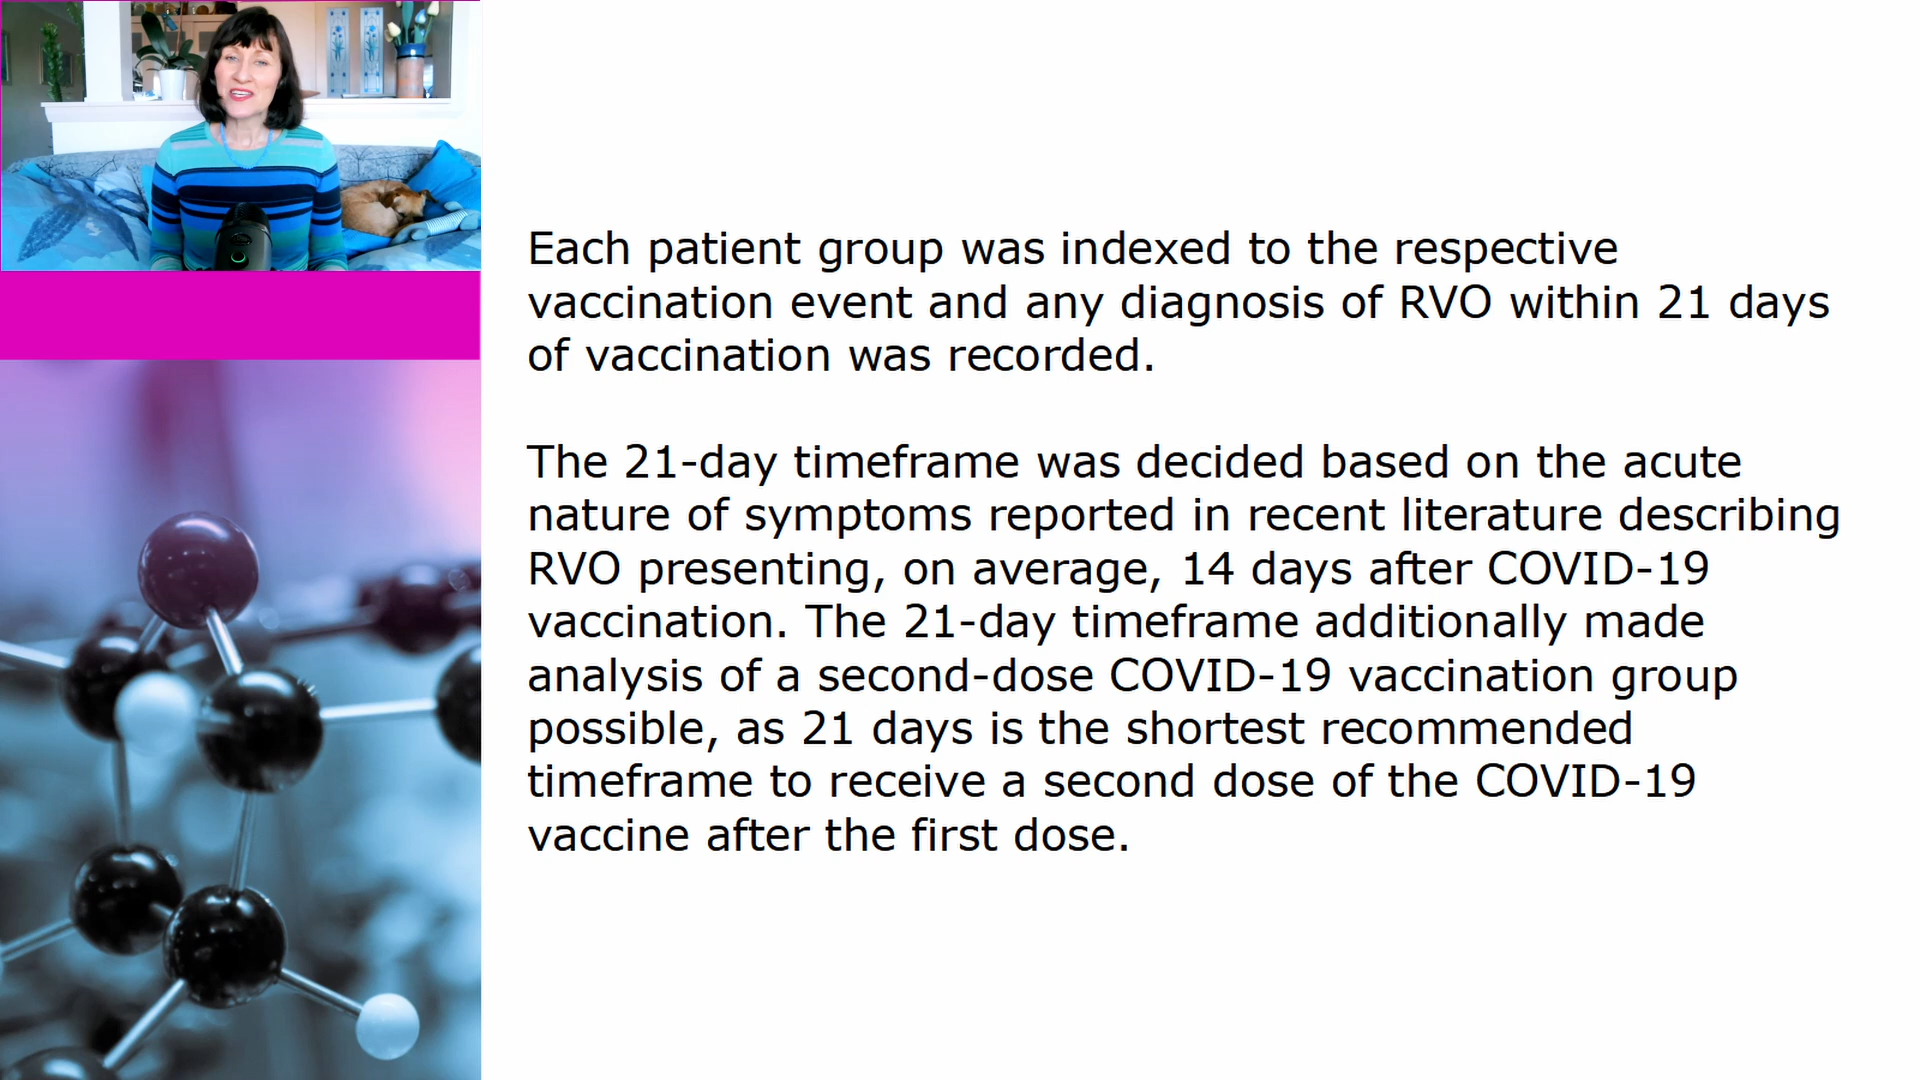 Each patient group was indexed to the respective
vaccination event and any diagnosis of RVO within 21 days
of vaccination was recorded.
The 21-day timeframe was decided based on the acute
nature of symptoms reported in recent literature describing
RVO presenting, on average, 14 days after COVID-19
vaccination. The 21-day timeframe additionally made
analysis of a second-dose COVID-19 vaccination group
possible, as 21 days is the shortest recommended
timeframe to receive a second dose of the COVID-19
vaccine after the first dose.